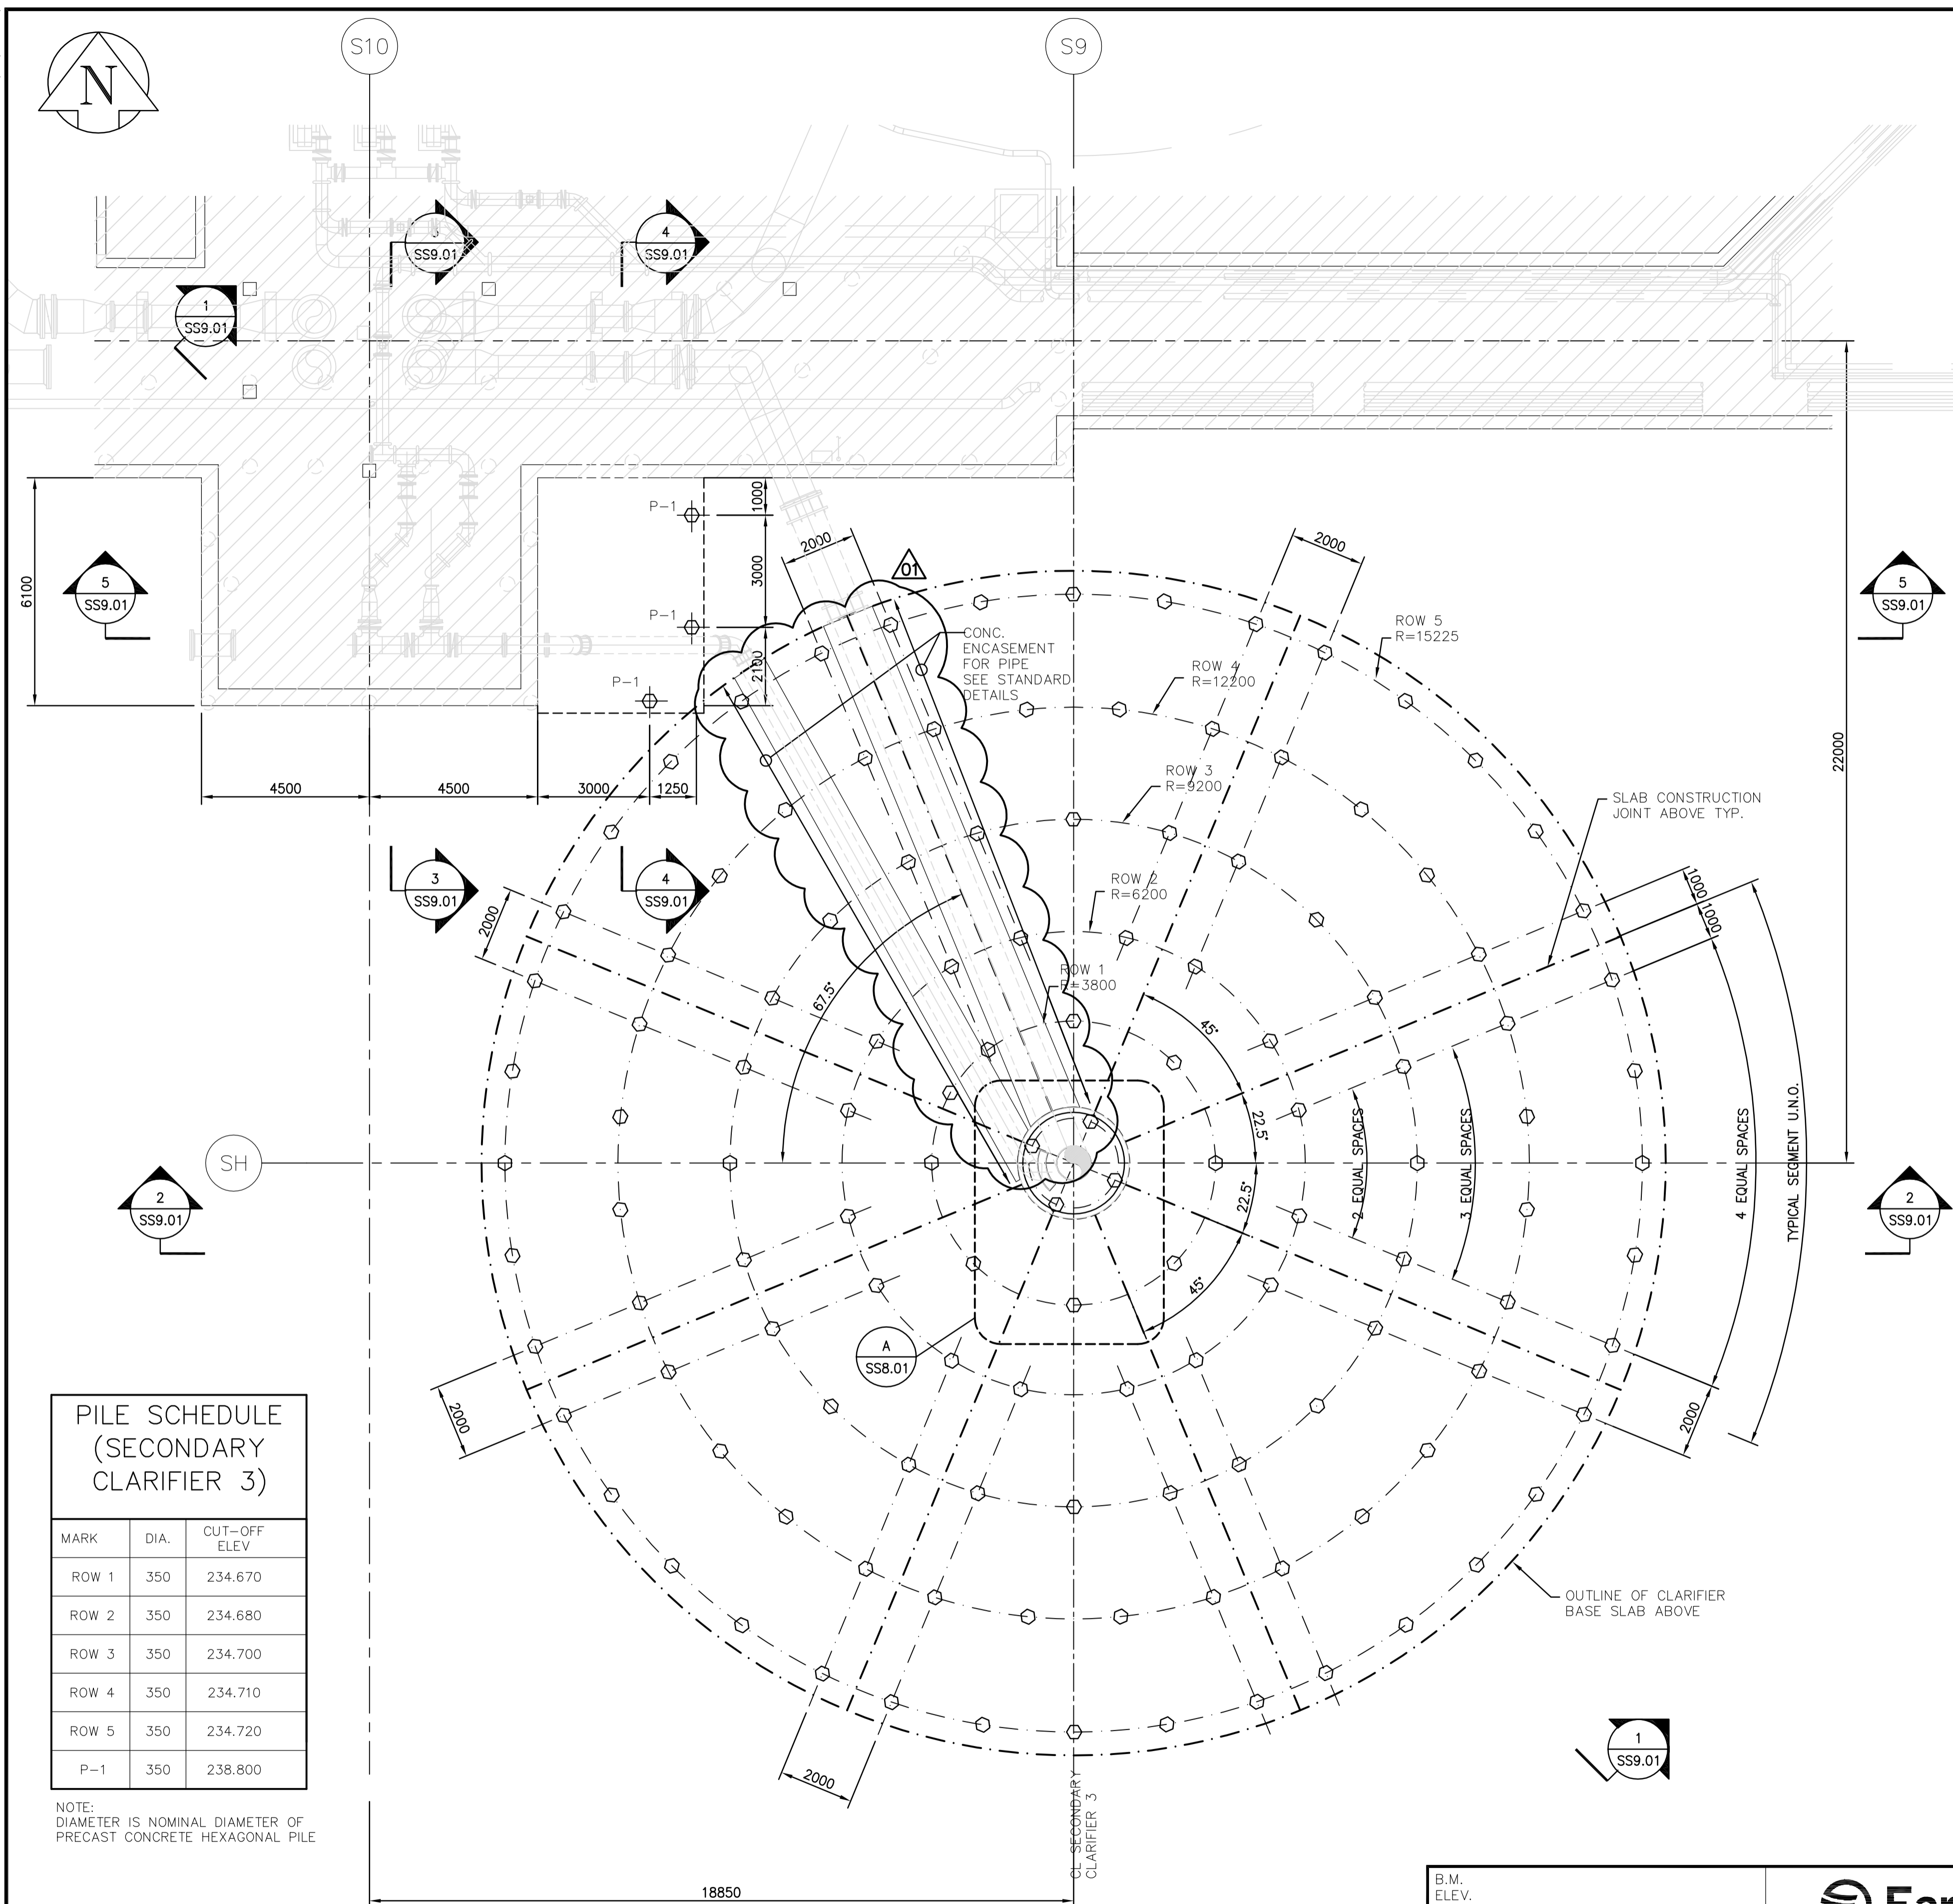 S10
S9
N
3
SS9.01
4
SS9.01
1
SS9.01
P-1
1000
2000
2000
01
3000
5
SS9.01
6100
5
SS9.01
P-1
CONC.
ENCASEMENT
FOR PIPE
SEE STANDARD
DETAILS
ROW 5
R=15225
2100
ROW 4
R=12200
P-1
22000
4500
4500
3000
1250
ROW 3
R=9200
SLAB CONSTRUCTION
JOINT ABOVE TYP.
3
SS9.01
4
SS9.01
ROW 2
R=6200
1000
1000
2000
ROW 1
R=3800
67.5°
45°
22.5°
22.5°
45°
2 EQUAL SPACES
3 EQUAL SPACES
4 EQUAL SPACES
TYPICAL SEGMENT U.N.O.
SH
2
SS9.01
2
SS9.01
A
SS8.01
2000
2000
PILE SCHEDULE
(SECONDARY
CLARIFIER 3)
MARK DIA. CUT-OFF
ELEV
ROW 1 350 234.670
ROW 2 350 234.680
ROW 3 350 234.700
ROW 4 350 234.710
ROW 5 350 234.720
P-1 350 238.800
NOTE:
DIAMETER IS NOMINAL DIAMETER OF
PRECAST CONCRETE HEXAGONAL PILE
OUTLINE OF CLARIFIER
BASE SLAB ABOVE
1
SS9.01
2000
CL SECONDARY
CLARIFIER 3
18850
B.M.
ELEV.